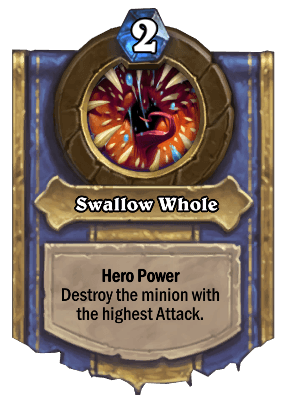 2
Swallow Whole
Hero Power
Destroy the minion with
the highest Attack.